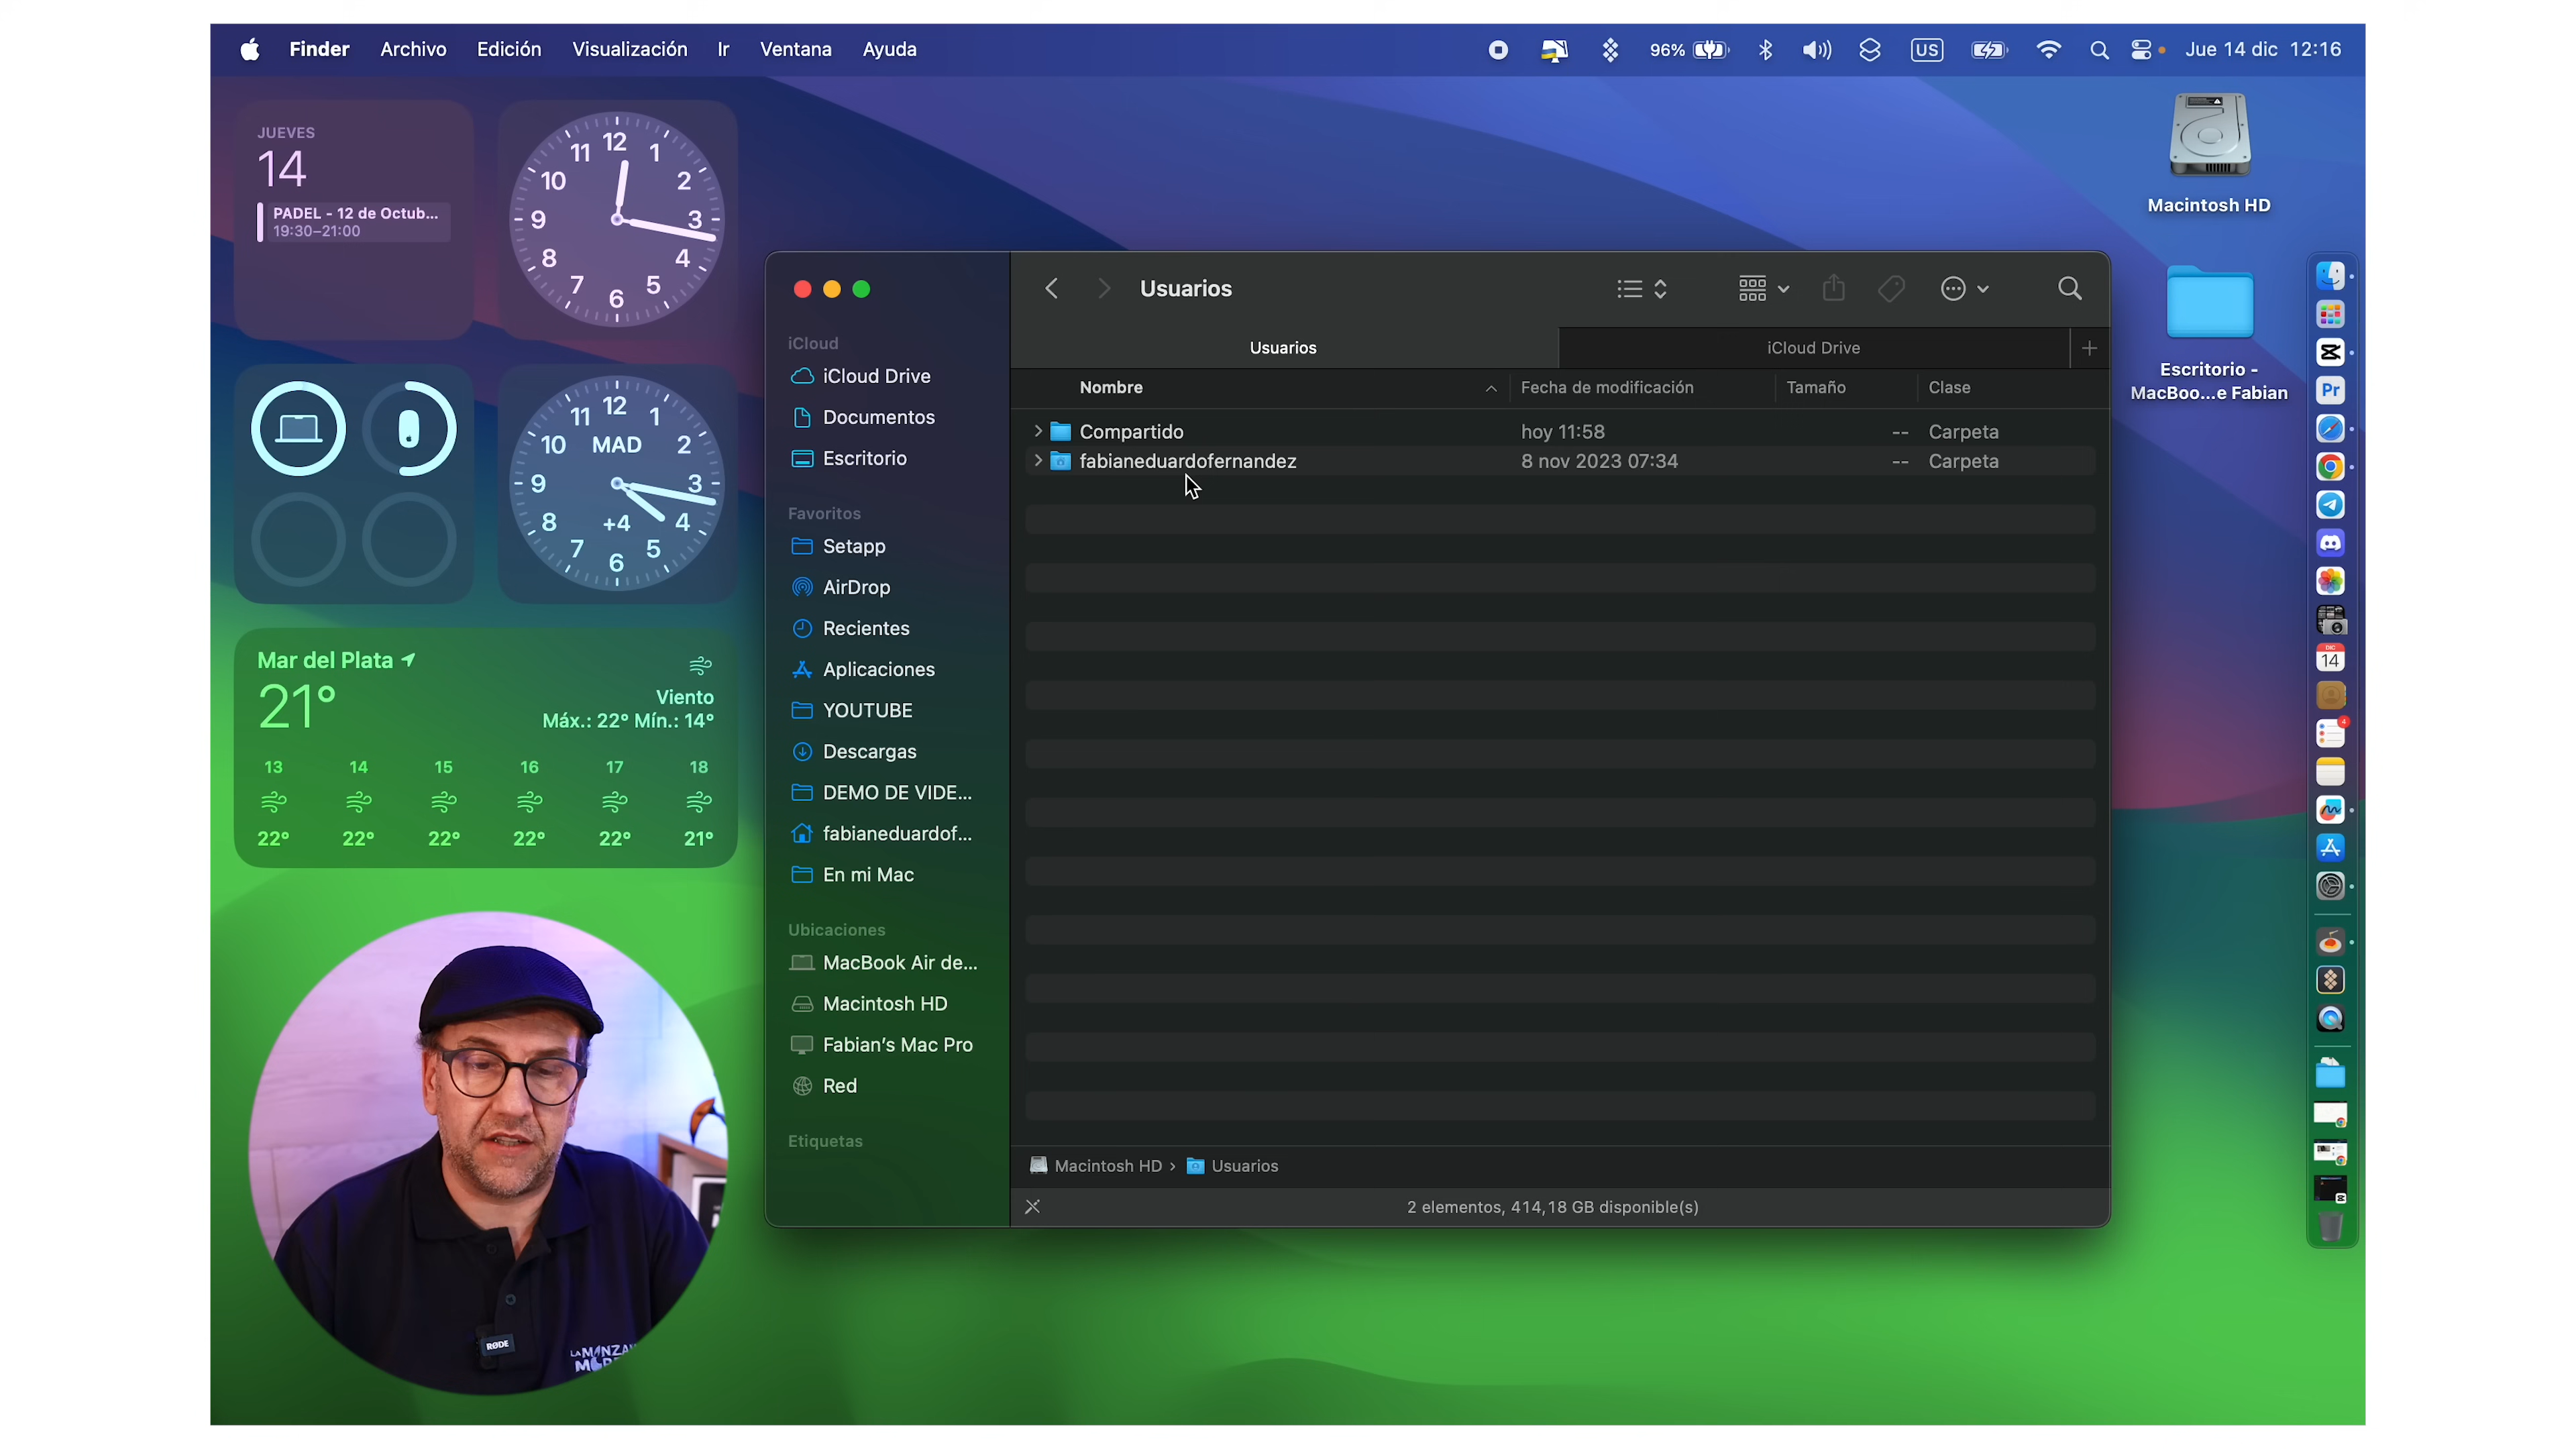 Finder Archivo Edición Visualización Ir Ventana Ayuda
96% US Jue 14 dic 12:16
JUEVES
14
PADEL - 12 de Octub...
19:30–21:00
12 1 2 3 4 5 6 7 8 9 10 11
12 1 2 3 4 5 6 7 8 9 10 11
MAD
+4
Mar del Plata
21°
Viento
Máx.: 22° Mín.: 14°
13 14 15 16 17 18
22° 22° 22° 22° 22° 21°
RØDE
Macintosh HD
Escritorio -
MacBoo...e Fabian
Pr
DIC
14
4
iCloud
iCloud Drive
Documentos
Escritorio
Favoritos
Setapp
AirDrop
Recientes
Aplicaciones
YOUTUBE
Descargas
DEMO DE VIDE...
fabianeduardof...
En mi Mac
Ubicaciones
MacBook Air de...
Macintosh HD
Fabian's Mac Pro
Red
Etiquetas
Usuarios
Usuarios iCloud Drive
Nombre Fecha de modificación Tamaño Clase
Compartido hoy 11:58 -- Carpeta
fabianeduardofernandez 8 nov 2023 07:34 -- Carpeta
Macintosh HD › Usuarios
2 elementos, 414,18 GB disponible(s)